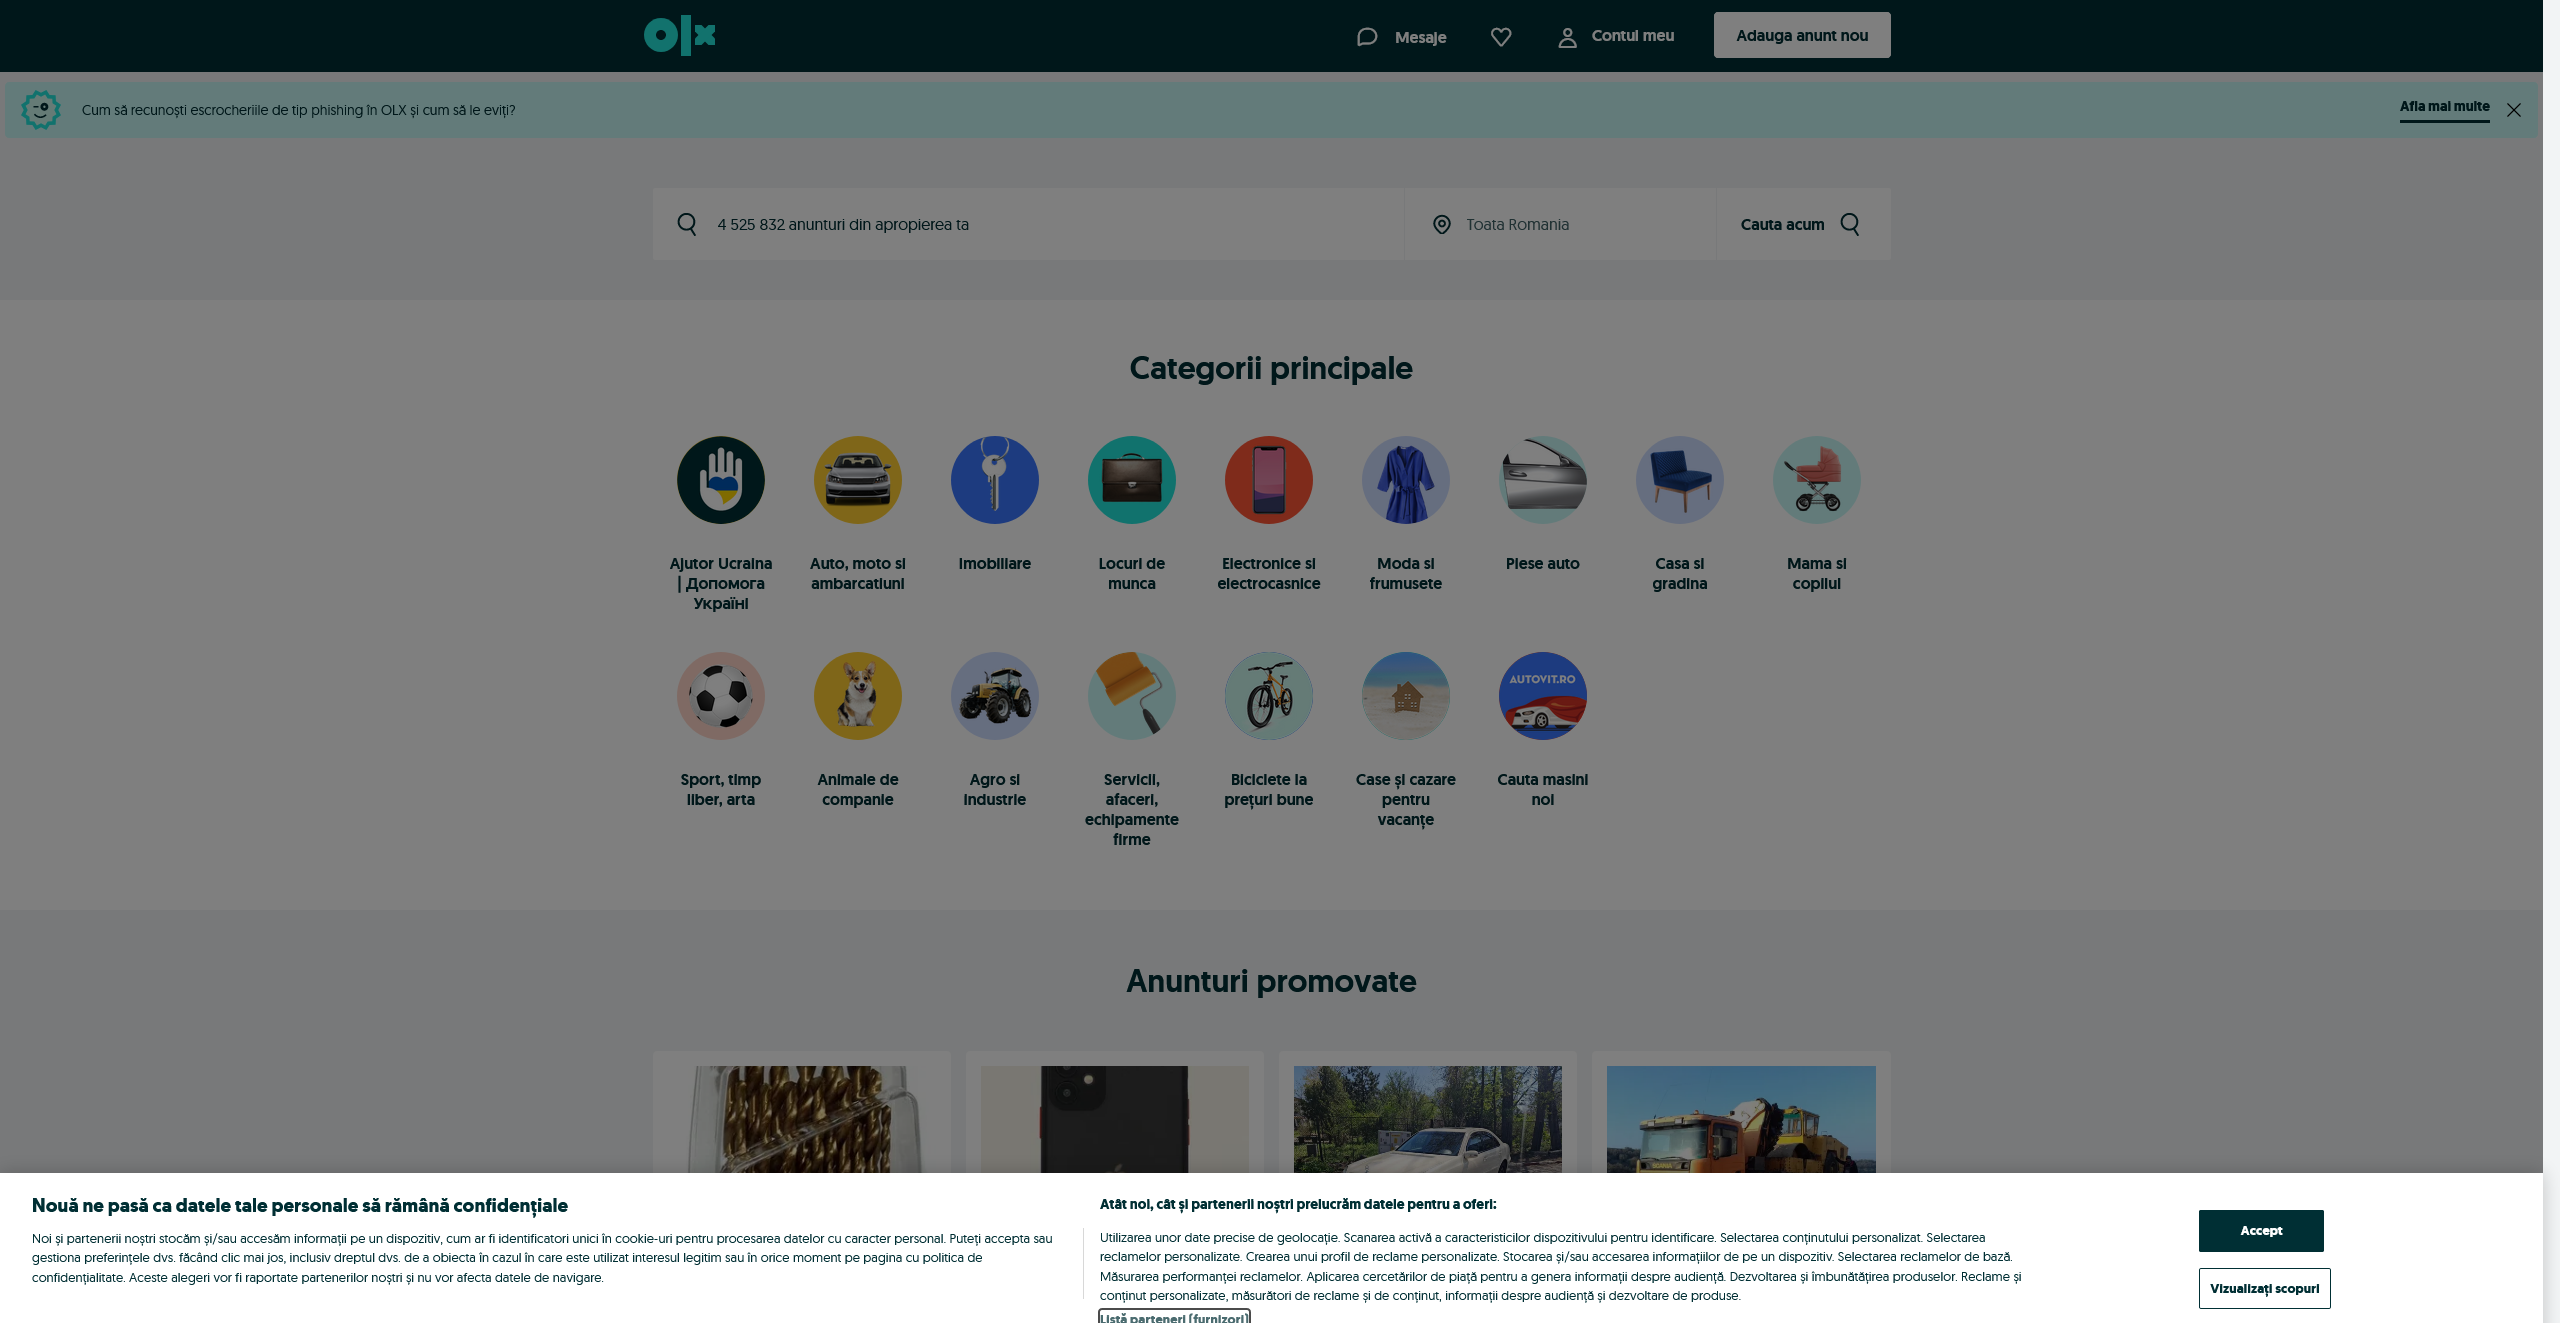 olx
Mesaje
Contul meu
Adauga anunt nou
Cum să recunoști escrocheriile de tip phishing în OLX și cum să le eviți?
Afla mai multe
4 525 832 anunturi din apropierea ta
Toata Romania
Cauta acum
Categorii principale
Ajutor Ucraina
| Допомога
Україні
Auto, moto si
ambarcatiuni
Imobiliare
Locuri de
munca
Electronice si
electrocasnice
Moda si
frumusete
Piese auto
Casa si
gradina
Mama si
copilul
AUTOVIT.RO
Sport, timp
liber, arta
Animale de
companie
Agro si
industrie
Servicii,
afaceri,
echipamente
firme
Biciclete la
prețuri bune
Case și cazare
pentru
vacanțe
Cauta masini
noi
Anunturi promovate
Nouă ne pasă ca datele tale personale să rămână confidențiale
Noi și partenerii noștri stocăm și/sau accesăm informații pe un dispozitiv, cum ar fi identificatori unici în cookie-uri pentru procesarea datelor cu caracter personal. Puteți accepta sau
gestiona preferințele dvs. făcând clic mai jos, inclusiv dreptul dvs. de a obiecta în cazul în care este utilizat interesul legitim sau în orice moment pe pagina cu politica de
confidențialitate. Aceste alegeri vor fi raportate partenerilor noștri și nu vor afecta datele de navigare.
Atât noi, cât și partenerii noștri prelucrăm datele pentru a oferi:
Utilizarea unor date precise de geolocație. Scanarea activă a caracteristicilor dispozitivului pentru identificare. Selectarea conținutului personalizat. Selectarea
reclamelor personalizate. Crearea unui profil de reclame personalizate. Stocarea și/sau accesarea informațiilor de pe un dispozitiv. Selectarea reclamelor de bază.
Măsurarea performanței reclamelor. Aplicarea cercetărilor de piață pentru a genera informații despre audiență. Dezvoltarea și îmbunătățirea produselor. Reclame și
conținut personalizate, măsurători de reclame și de conținut, informații despre audiență și dezvoltare de produse.
Listă parteneri (furnizori)
Accept
Vizualizați scopuri